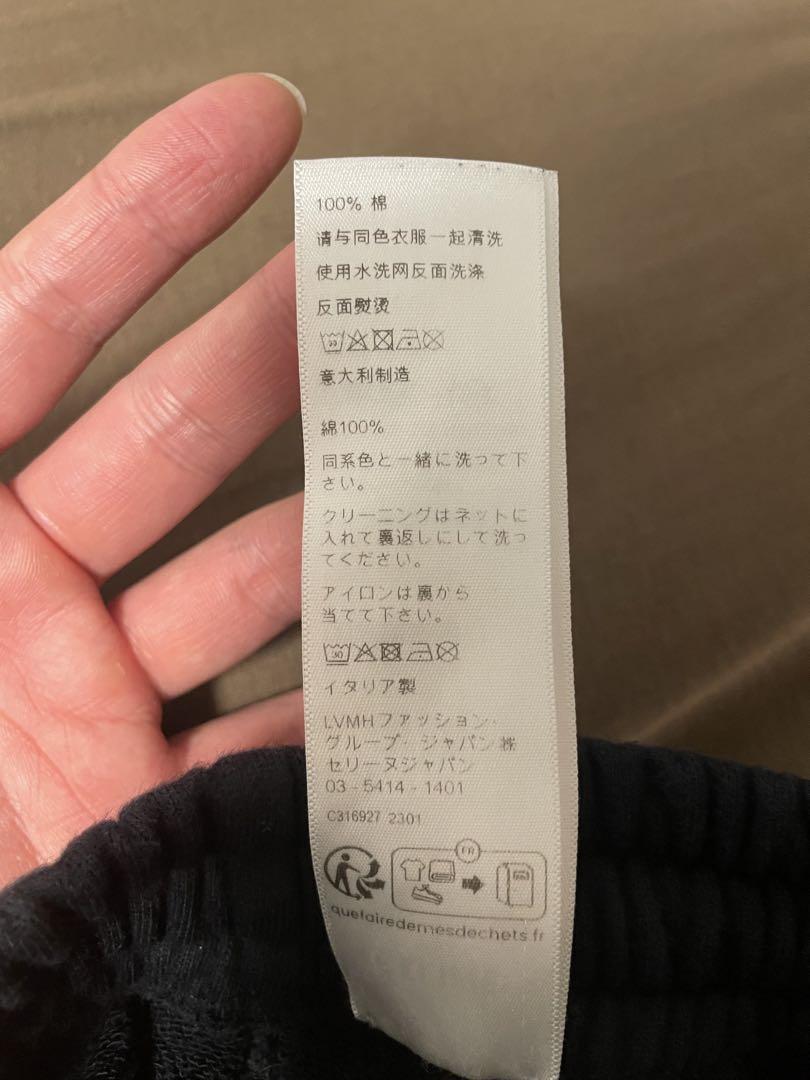 100% 棉
请与同色衣服一起清洗
使用水洗网反面洗涤
反面熨烫
30
意大利制造
綿100%
同系色と一緒に洗って下
さい。
クリーニングはネットに
入れて裏返しにして洗っ
てください。
アイロンは裏から
当てて下さい。
30
イタリア製
LVMHファッション・
グループ・ジャパン㈱
セリーヌジャパン
03 - 5414 - 1401
C316927 2301
FR
quefairedemesdechets.fr